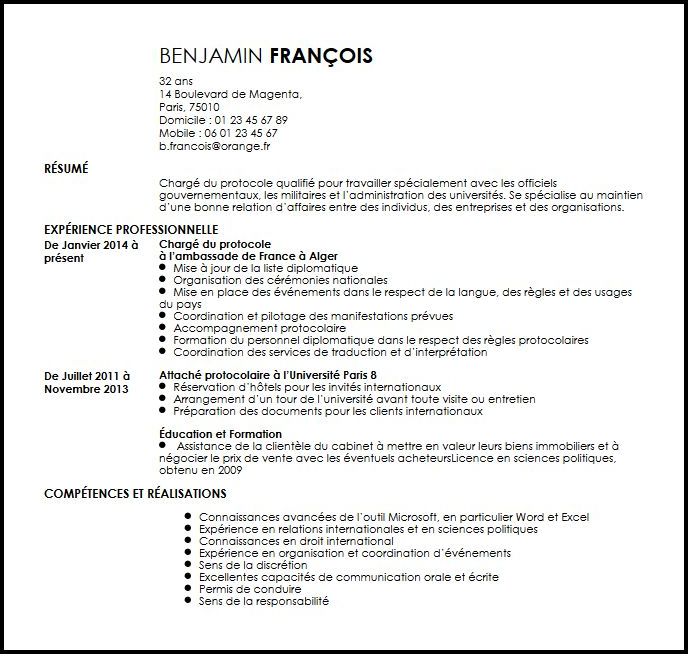 BENJAMIN FRANÇOIS
32 ans
14 Boulevard de Magenta,
Paris, 75010
Domicile : 01 23 45 67 89
Mobile : 06 01 23 45 67
b.francois@orange.fr
RÉSUMÉ
Chargé du protocole qualifié pour travailler spécialement avec les officiels
gouvernementaux, les militaires et l'administration des universités. Se spécialise au maintien
d'une bonne relation d'affaires entre des individus, des entreprises et des organisations.
EXPÉRIENCE PROFESSIONNELLE
De Janvier 2014 à
présent
Chargé du protocole
à l'ambassade de France à Alger
● Mise à jour de la liste diplomatique
● Organisation des cérémonies nationales
● Mise en place des événements dans le respect de la langue, des règles et des usages
du pays
● Coordination et pilotage des manifestations prévues
● Accompagnement protocolaire
● Formation du personnel diplomatique dans le respect des règles protocolaires
● Coordination des services de traduction et d'interprétation
De Juillet 2011 à
Novembre 2013
Attaché protocolaire à l'Université Paris 8
● Réservation d'hôtels pour les invités internationaux
● Arrangement d'un tour de l'université avant toute visite ou entretien
● Préparation des documents pour les clients internationaux
Éducation et Formation
● Assistance de la clientèle du cabinet à mettre en valeur leurs biens immobiliers et à
négocier le prix de vente avec les éventuels acheteursLicence en sciences politiques,
obtenu en 2009
COMPÉTENCES ET RÉALISATIONS
● Connaissances avancées de l'outil Microsoft, en particulier Word et Excel
● Expérience en relations internationales et en sciences politiques
● Connaissances en droit international
● Expérience en organisation et coordination d'événements
● Sens de la discrétion
● Excellentes capacités de communication orale et écrite
● Permis de conduire
● Sens de la responsabilité